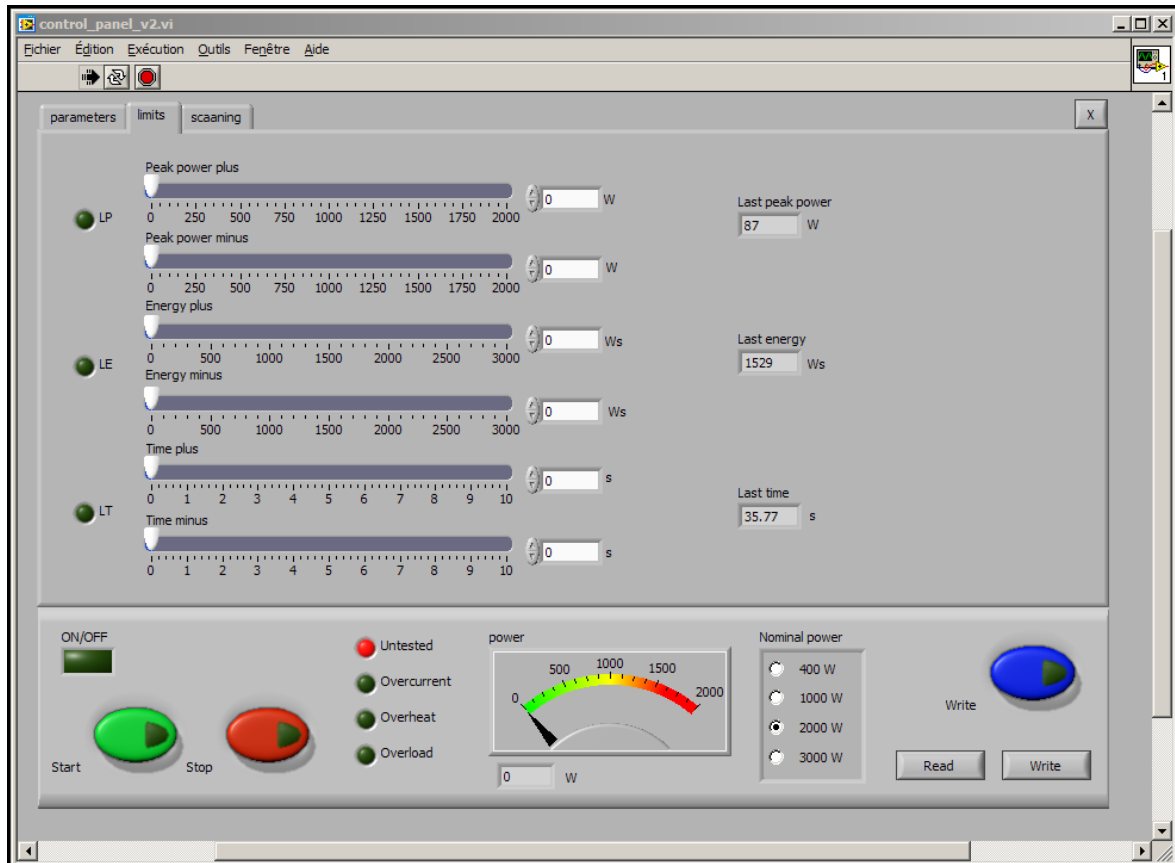 control_panel_v2.vi
Fichier Édition Exécution Outils Fenêtre Aide
1
parameters limits scaaning X
Peak power plus
0 W
LP
0 250 500 750 1000 1250 1500 1750 2000
Last peak power
87 W
Peak power minus
0 W
0 250 500 750 1000 1250 1500 1750 2000
Energy plus
0 Ws
LE
0 500 1000 1500 2000 2500 3000
Last energy
1529 Ws
Energy minus
0 Ws
0 500 1000 1500 2000 2500 3000
Time plus
0 s
0 1 2 3 4 5 6 7 8 9 10
LT
Last time
35.77 s
Time minus
0 s
0 1 2 3 4 5 6 7 8 9 10
ON/OFF
Start
Stop
Untested
Overcurrent
Overheat
Overload
power
0 500 1000 1500 2000
0 W
Nominal power
400 W
1000 W
2000 W
3000 W
Write
Read
Write